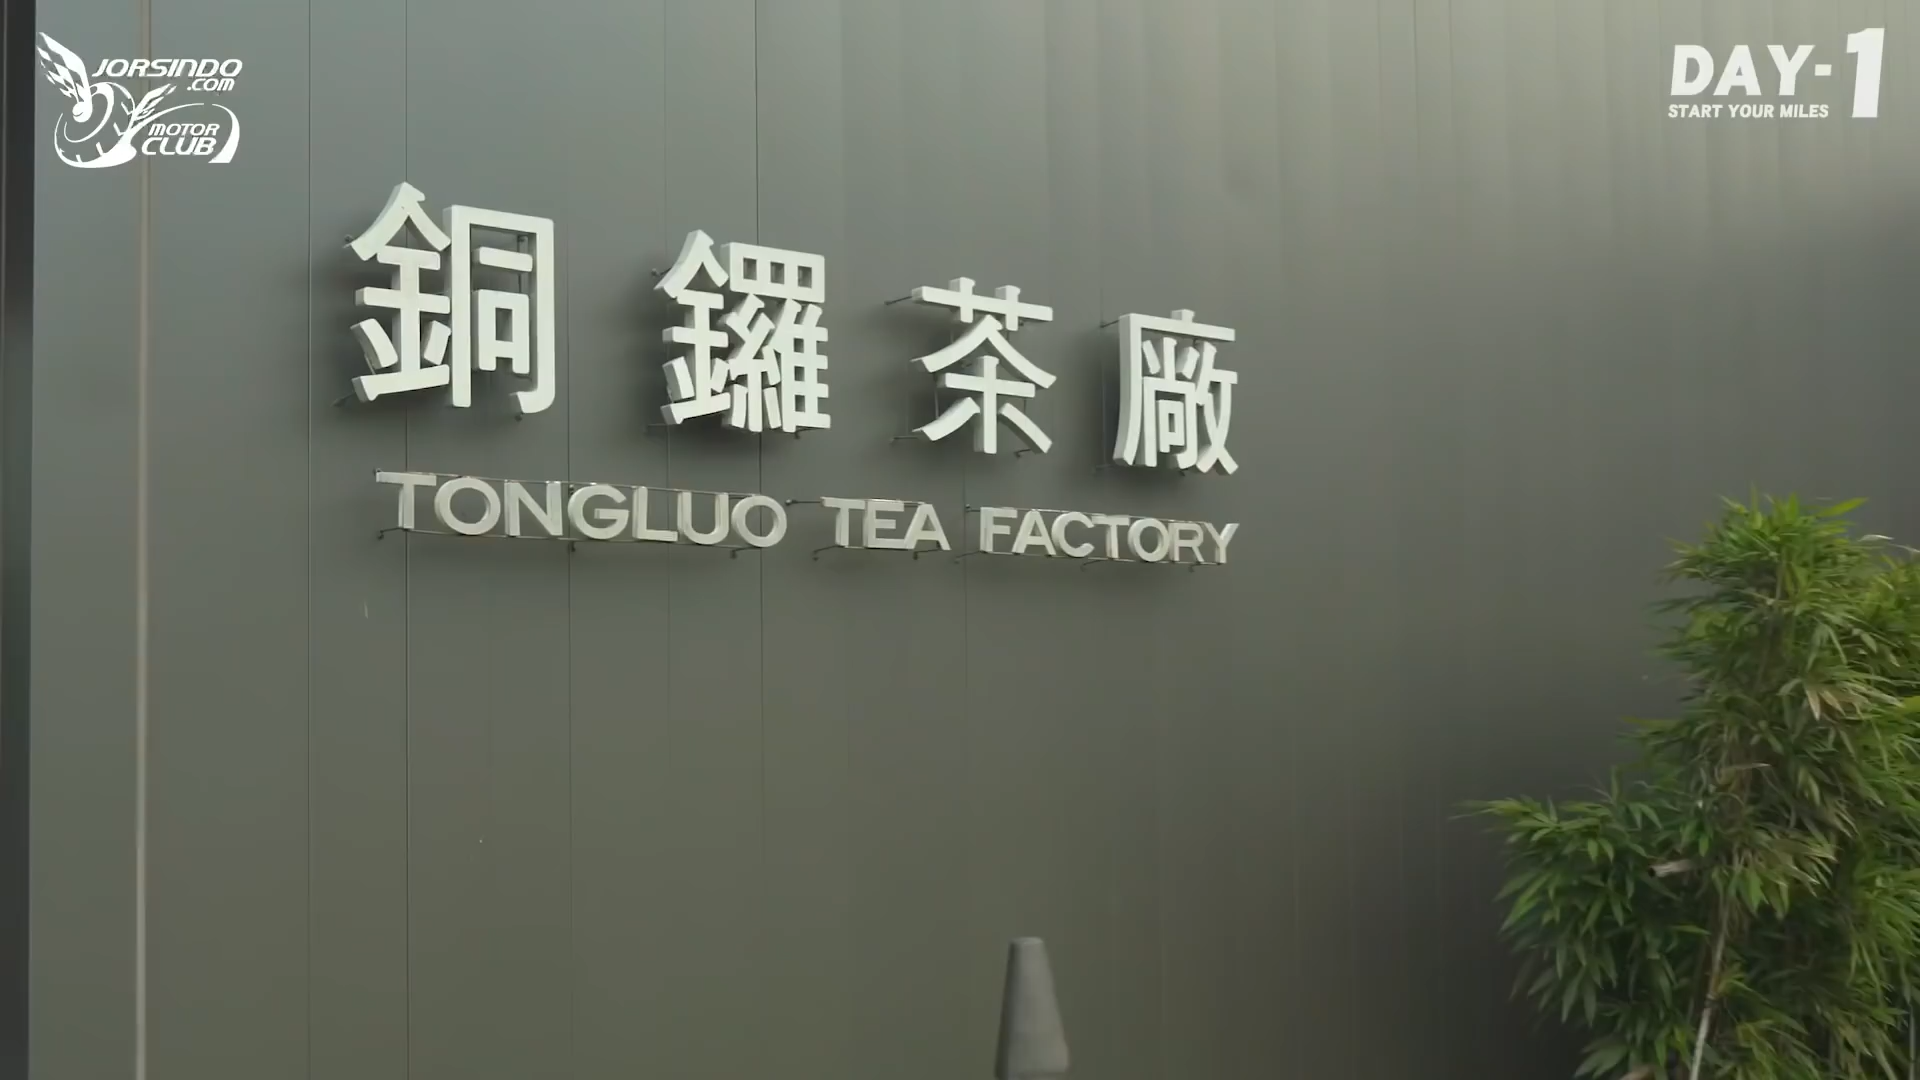 JORSINDO
.COM
MOTOR
CLUB
DAY-1
START YOUR MILES
銅鑼茶廠
TONGLUO TEA FACTORY